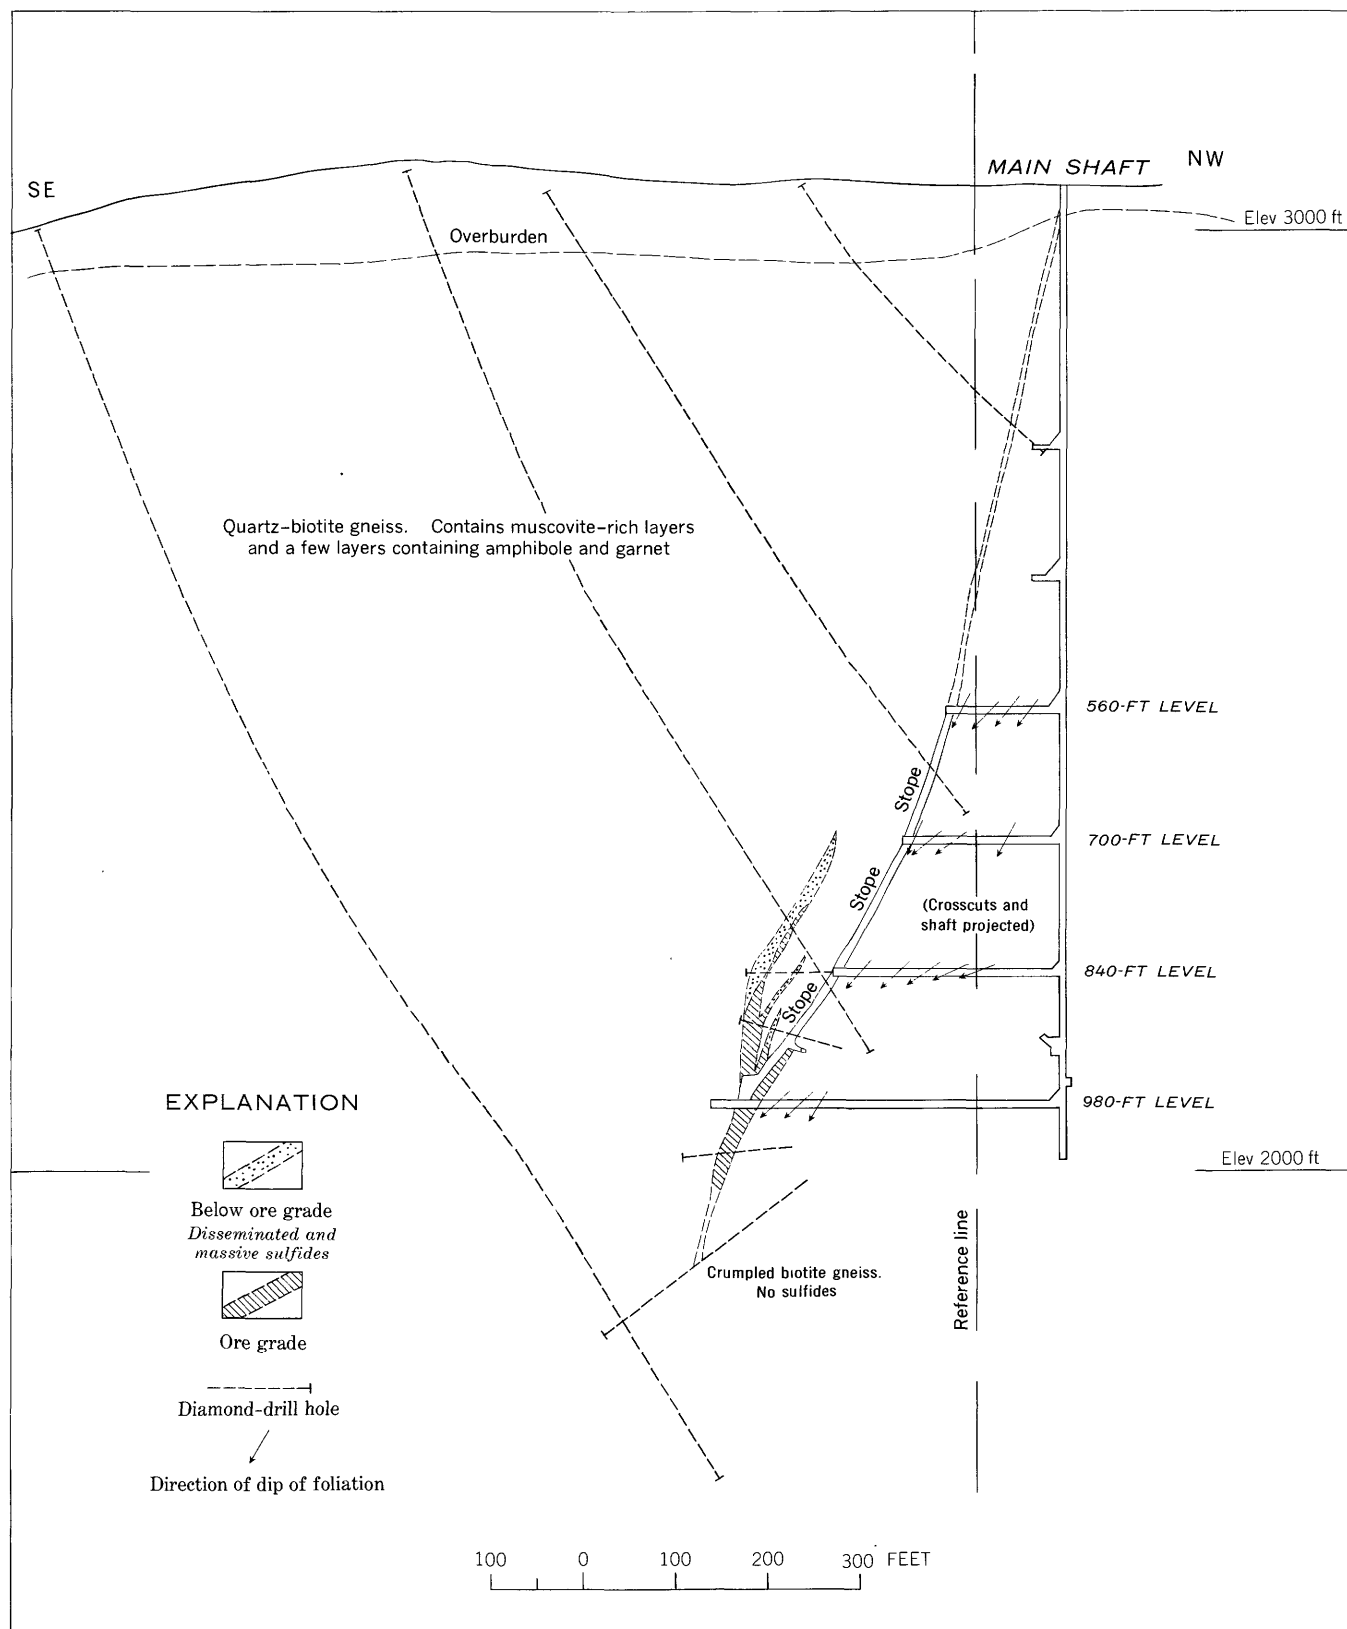 MAIN SHAFT
NW
SE
Elev 3000 ft
Overburden
Quartz-biotite gneiss. Contains muscovite-rich layers
and a few layers containing amphibole and garnet
560-FT LEVEL
Stope
700-FT LEVEL
Stope
(Crosscuts and
shaft projected)
840-FT LEVEL
Stope
980-FT LEVEL
EXPLANATION
Elev 2000 ft
Below ore grade
Disseminated and
massive sulfides
Reference line
Crumpled biotite gneiss.
No sulfides
Ore grade
Diamond-drill hole
Direction of dip of foliation
100 0 100 200 300 FEET